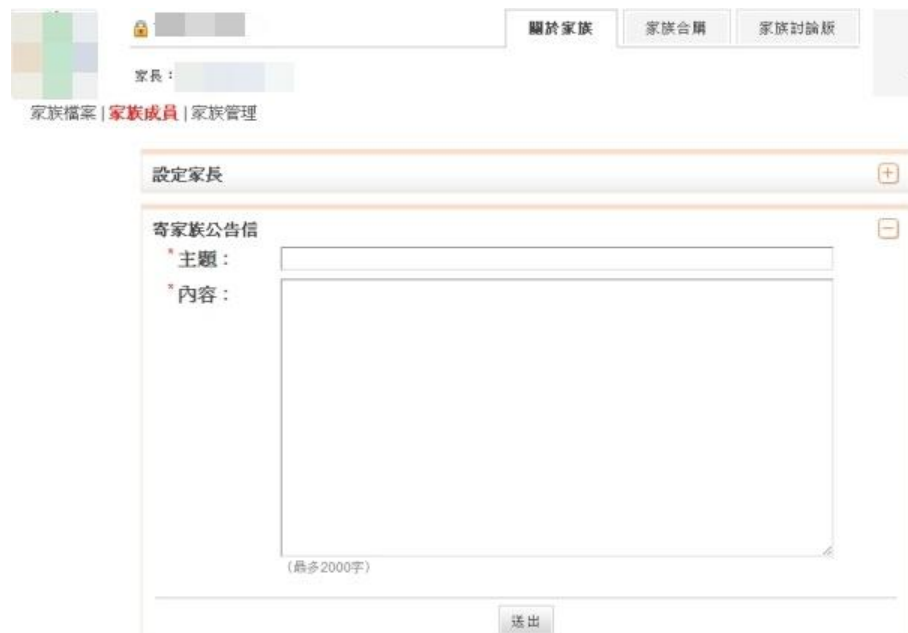 關於家族 家族合購 家族討論版
家長：
家族檔案 | 家族成員 | 家族管理
設定家長
寄家族公告信
*主題：
*內容：
(最多2000字)
送出